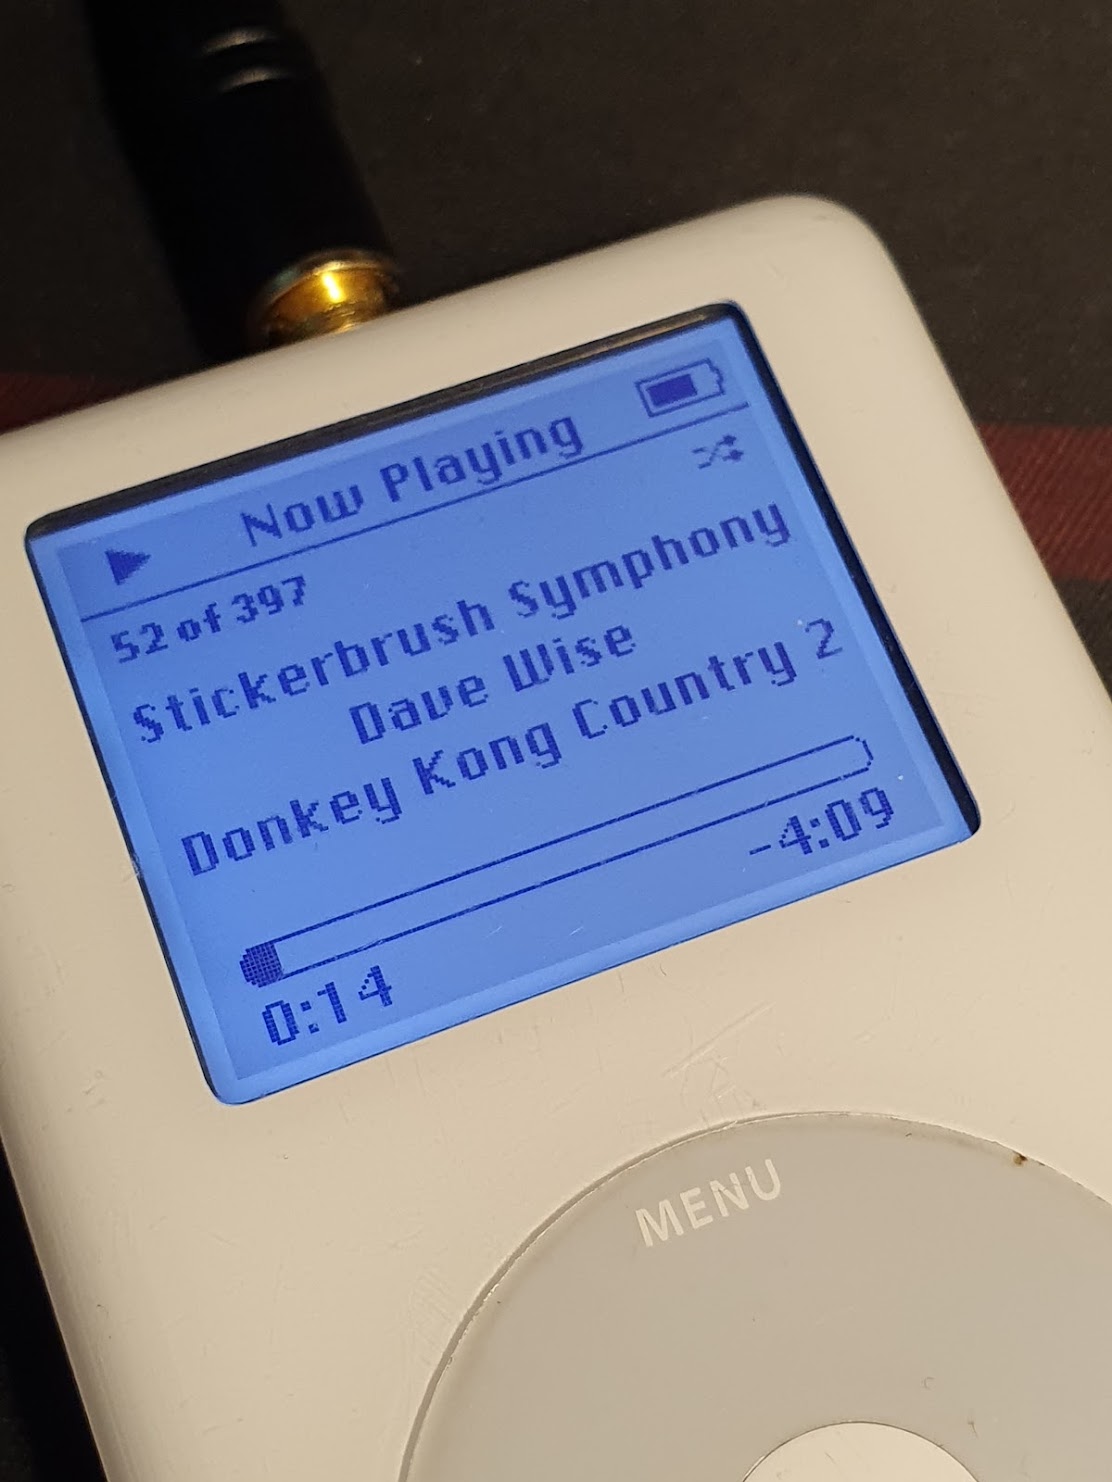 Now Playing
52 of 397
Stickerbrush Symphony
Dave Wise
Donkey Kong Country 2
0:14
-4:09
MENU